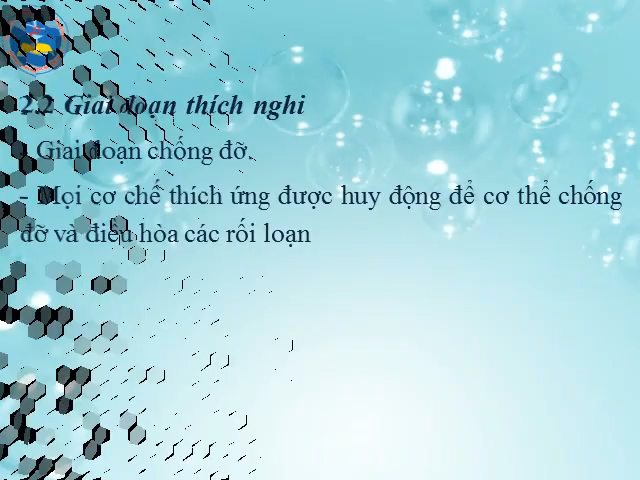 2.2 Giai đoạn thích nghi
- Giai đoạn chống đỡ.
- Mọi cơ chế thích ứng được huy động để cơ thể chống
đỡ và điều hòa các rối loạn